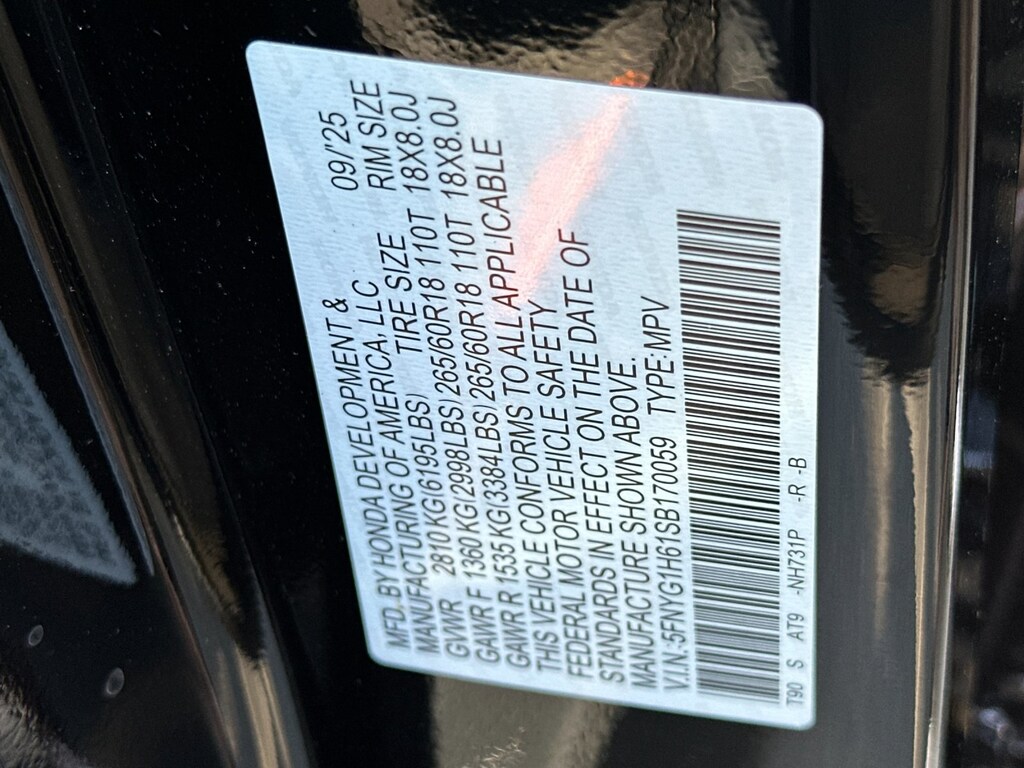 MFD. BY HONDA DEVELOPMENT & 09/'25
MANUFACTURING OF AMERICA, LLC
TIRE SIZE RIM SIZE
GVWR 2810 KG(6195LBS)
GAWR F 1360 KG(2998LBS) 265/60R18 110T 18X8.0J
GAWR R 1535 KG(3384LBS) 265/60R18 110T 18X8.0J
THIS VEHICLE CONFORMS TO ALL APPLICABLE
FEDERAL MOTOR VEHICLE SAFETY
STANDARDS IN EFFECT ON THE DATE OF
MANUFACTURE SHOWN ABOVE.
V.I.N:5FNYG1H61SB170059 TYPE:MPV
T90 S AT9 -NH731P -R -B